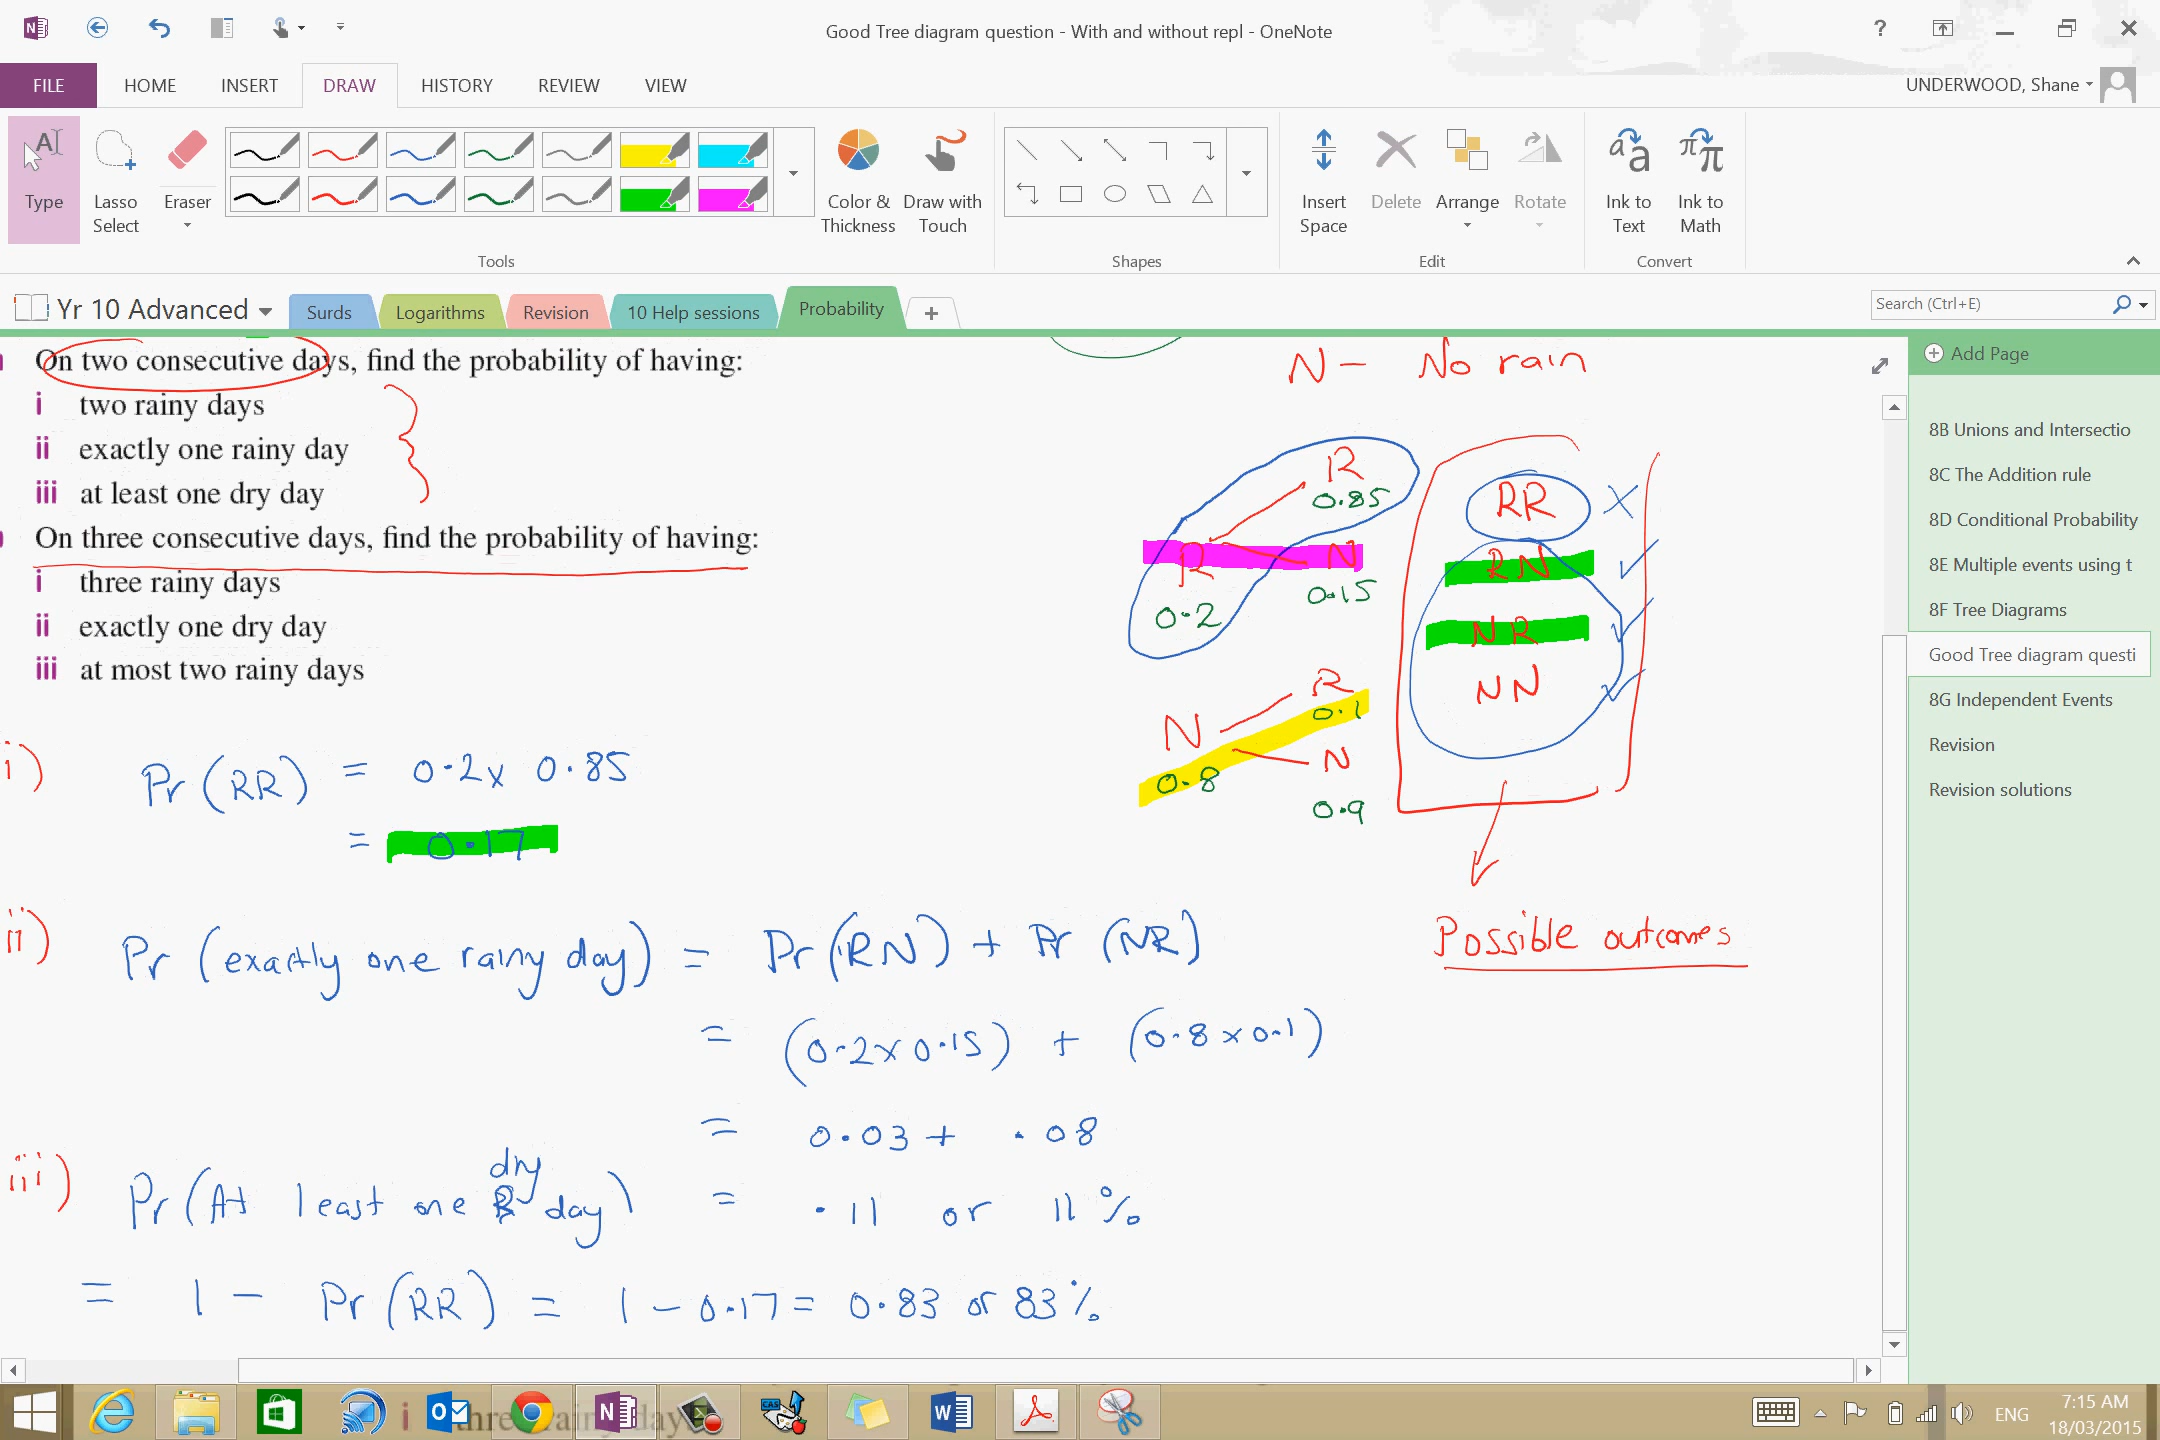 Good Tree diagram question - With and without repl - OneNote
?
FILE HOME INSERT DRAW HISTORY REVIEW VIEW
UNDERWOOD, Shane
Type
Lasso Select
Eraser
Color & Thickness
Draw with Touch
Insert Space
Delete
Arrange
Rotate
Ink to Text
Ink to Math
Tools
Shapes
Edit
Convert
Yr 10 Advanced
Surds
Logarithms
Revision
10 Help sessions
Probability
Search (Ctrl+E)
On two consecutive days, find the probability of having:
i two rainy days
ii exactly one rainy day
iii at least one dry day
On three consecutive days, find the probability of having:
i three rainy days
ii exactly one dry day
iii at most two rainy days
N - No rain
R
0.85
R N
0.2 0.15
R
0.1
N
N
0.8
0.9
RR X
RN
NR
NN
Possible outcomes
i) Pr(RR) = 0.2 x 0.85
= 0.17
ii) Pr (exactly one rainy day) = Pr(RN) + Pr (NR)
= (0.2 x 0.15) + (0.8 x 0.1)
= 0.03 + .08
= .11 or 11%
iii) Pr(At least one dry day)
= 1 - Pr(RR) = 1 - 0.17 = 0.83 or 83%
Add Page
8B Unions and Intersectio
8C The Addition rule
8D Conditional Probability
8E Multiple events using t
8F Tree Diagrams
Good Tree diagram questi
8G Independent Events
Revision
Revision solutions
ENG
7:15 AM
18/03/2015